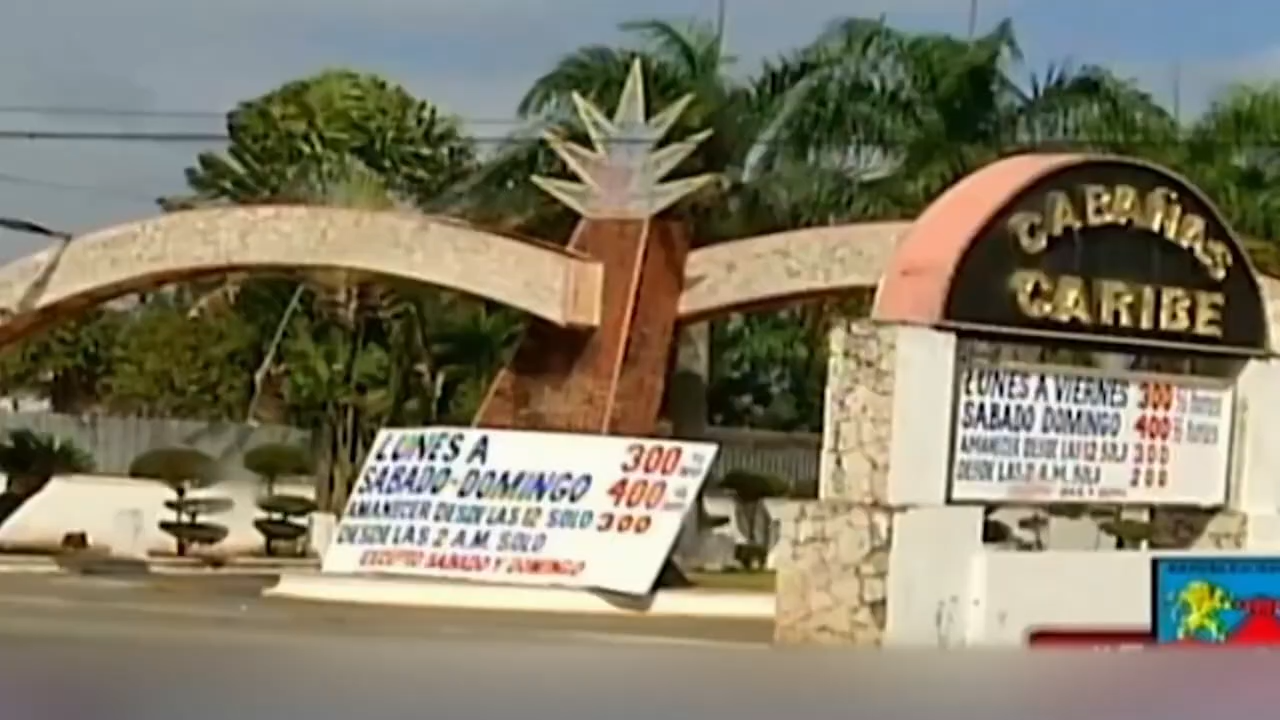 CABAÑAS
CARIBE
LUNES A VIERNES 300
SABADO DOMINGO 400
AMANECER DESDE LAS 12 SOLO 300
DESDE LAS 2 A.M. SOLA 200
LUNES A 300
SABADO-DOMINGO 400
AMANECER DESDE LAS 12 SOLO 300
DESDE LAS 2 A.M. SOLO
EXCEPTO SABADO Y DOMINGO